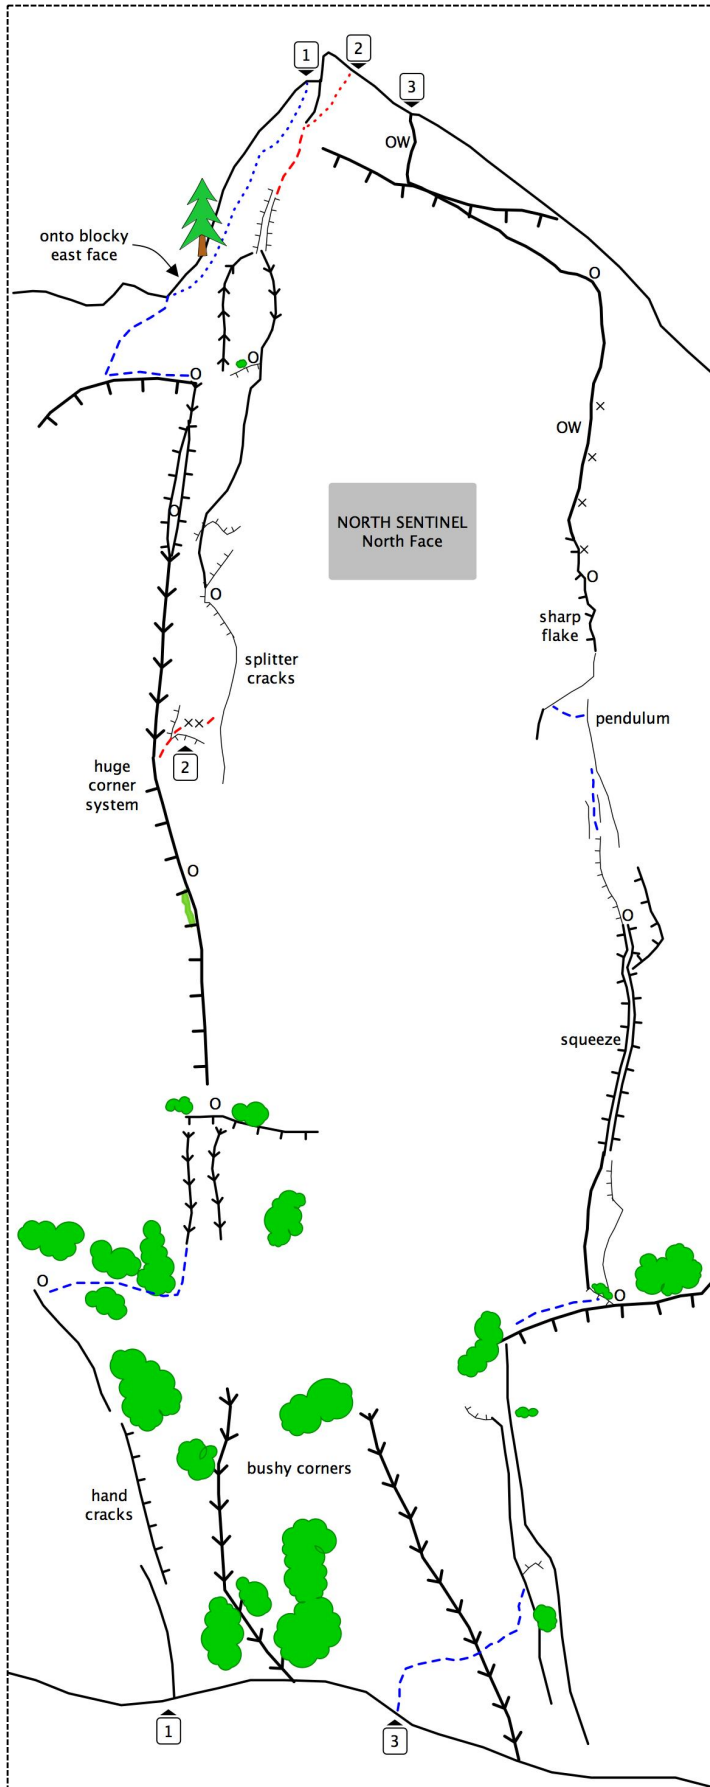 1
2
3
OW
onto blocky
east face
O
O
O
OW
O
NORTH SENTINEL
North Face
O
O
sharp
flake
splitter
cracks
xx
pendulum
2
huge
corner
system
O
O
squeeze
O
O
O
bushy corners
hand
cracks
1
3